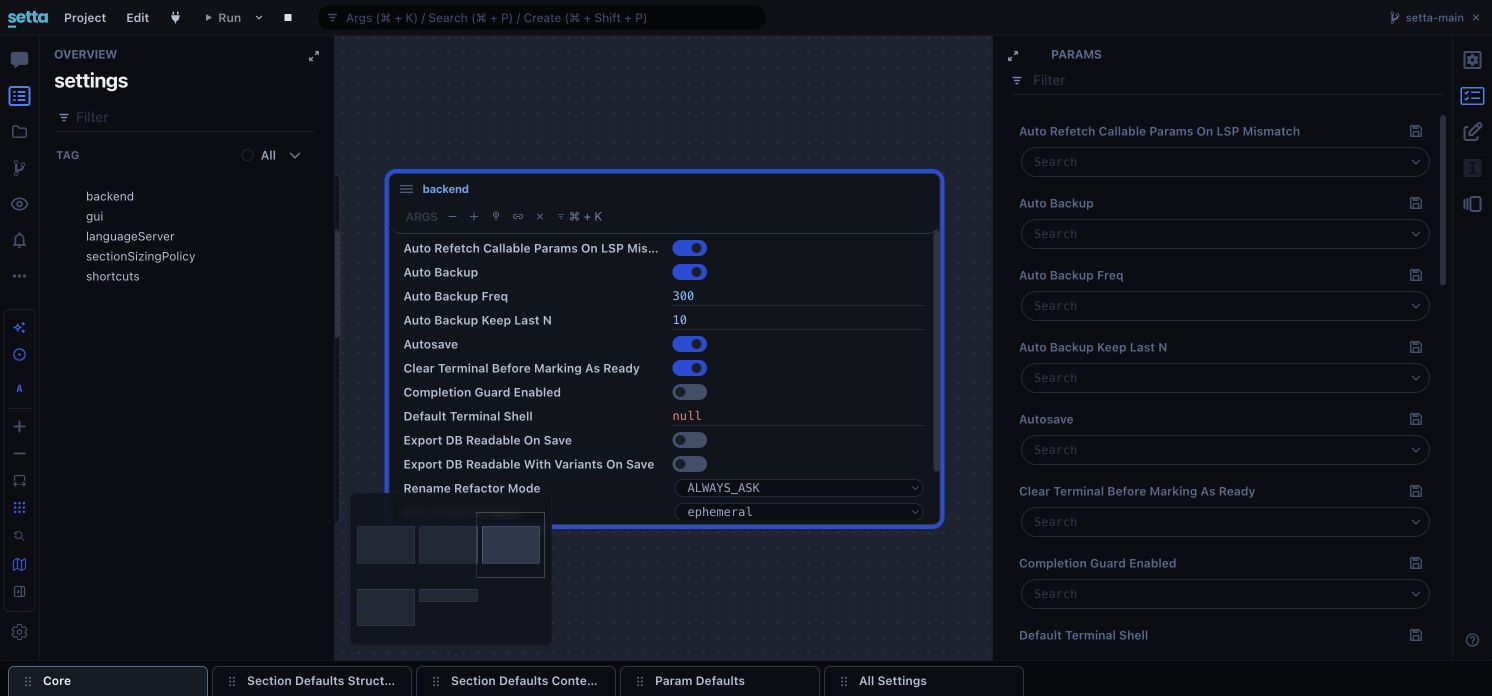 setta Project Edit Run Args (⌘ + K) / Search (⌘ + P) / Create (⌘ + Shift + P) setta-main
OVERVIEW
settings
Filter
TAG All
backend
gui
languageServer
sectionSizingPolicy
shortcuts
A
backend
ARGS ⌘ + K
Auto Refetch Callable Params On LSP Mis...
Auto Backup
Auto Backup Freq 300
Auto Backup Keep Last N 10
Autosave
Clear Terminal Before Marking As Ready
Completion Guard Enabled
Default Terminal Shell null
Export DB Readable On Save
Export DB Readable With Variants On Save
Rename Refactor Mode ALWAYS_ASK
ephemeral
PARAMS
Filter
Auto Refetch Callable Params On LSP Mismatch
Search
Auto Backup
Search
Auto Backup Freq
Search
Auto Backup Keep Last N
Search
Autosave
Search
Clear Terminal Before Marking As Ready
Search
Completion Guard Enabled
Search
Default Terminal Shell
Core
Section Defaults Struct...
Section Defaults Conte...
Param Defaults
All Settings